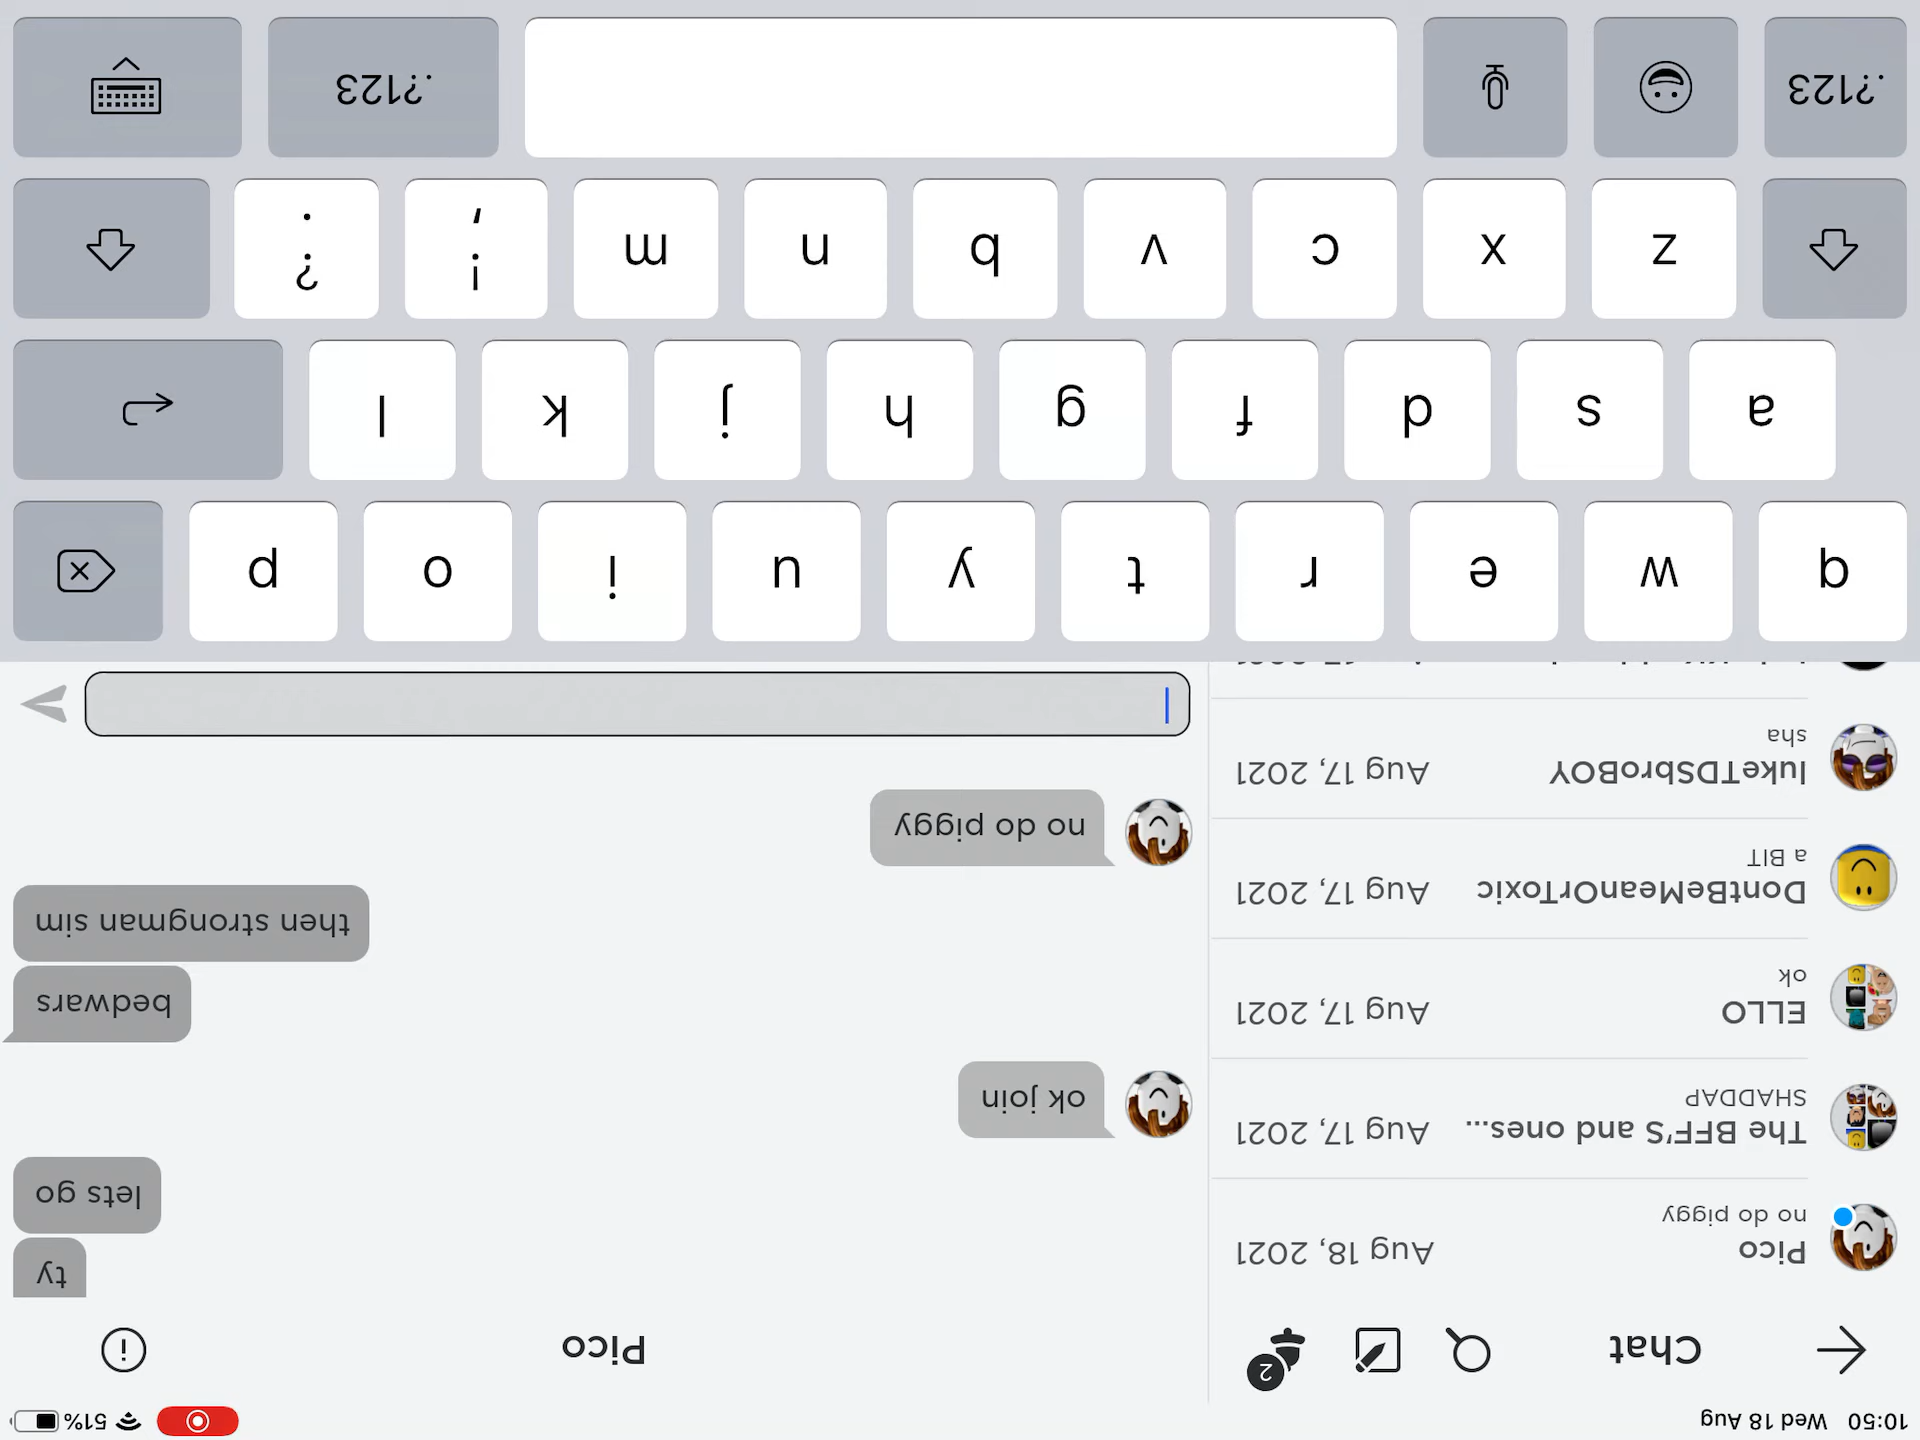 10:50 Wed 18 Aug
51%
Chat
2
Pico
Pico
Aug 18, 2021
no do piggy
The BFF'S and ones...
Aug 17, 2021
SHADDAP
ELLO
Aug 17, 2021
ok
DontBeMeanOrToxic
Aug 17, 2021
a BIT
lukeTDSbroBOY
Aug 17, 2021
sha
ty
lets go
ok join
bedwars
then strongman sim
no do piggy
q w e r t y u i o p
a s d f g h j k l
z x c v b n m ! , ? .
.?123
.?123